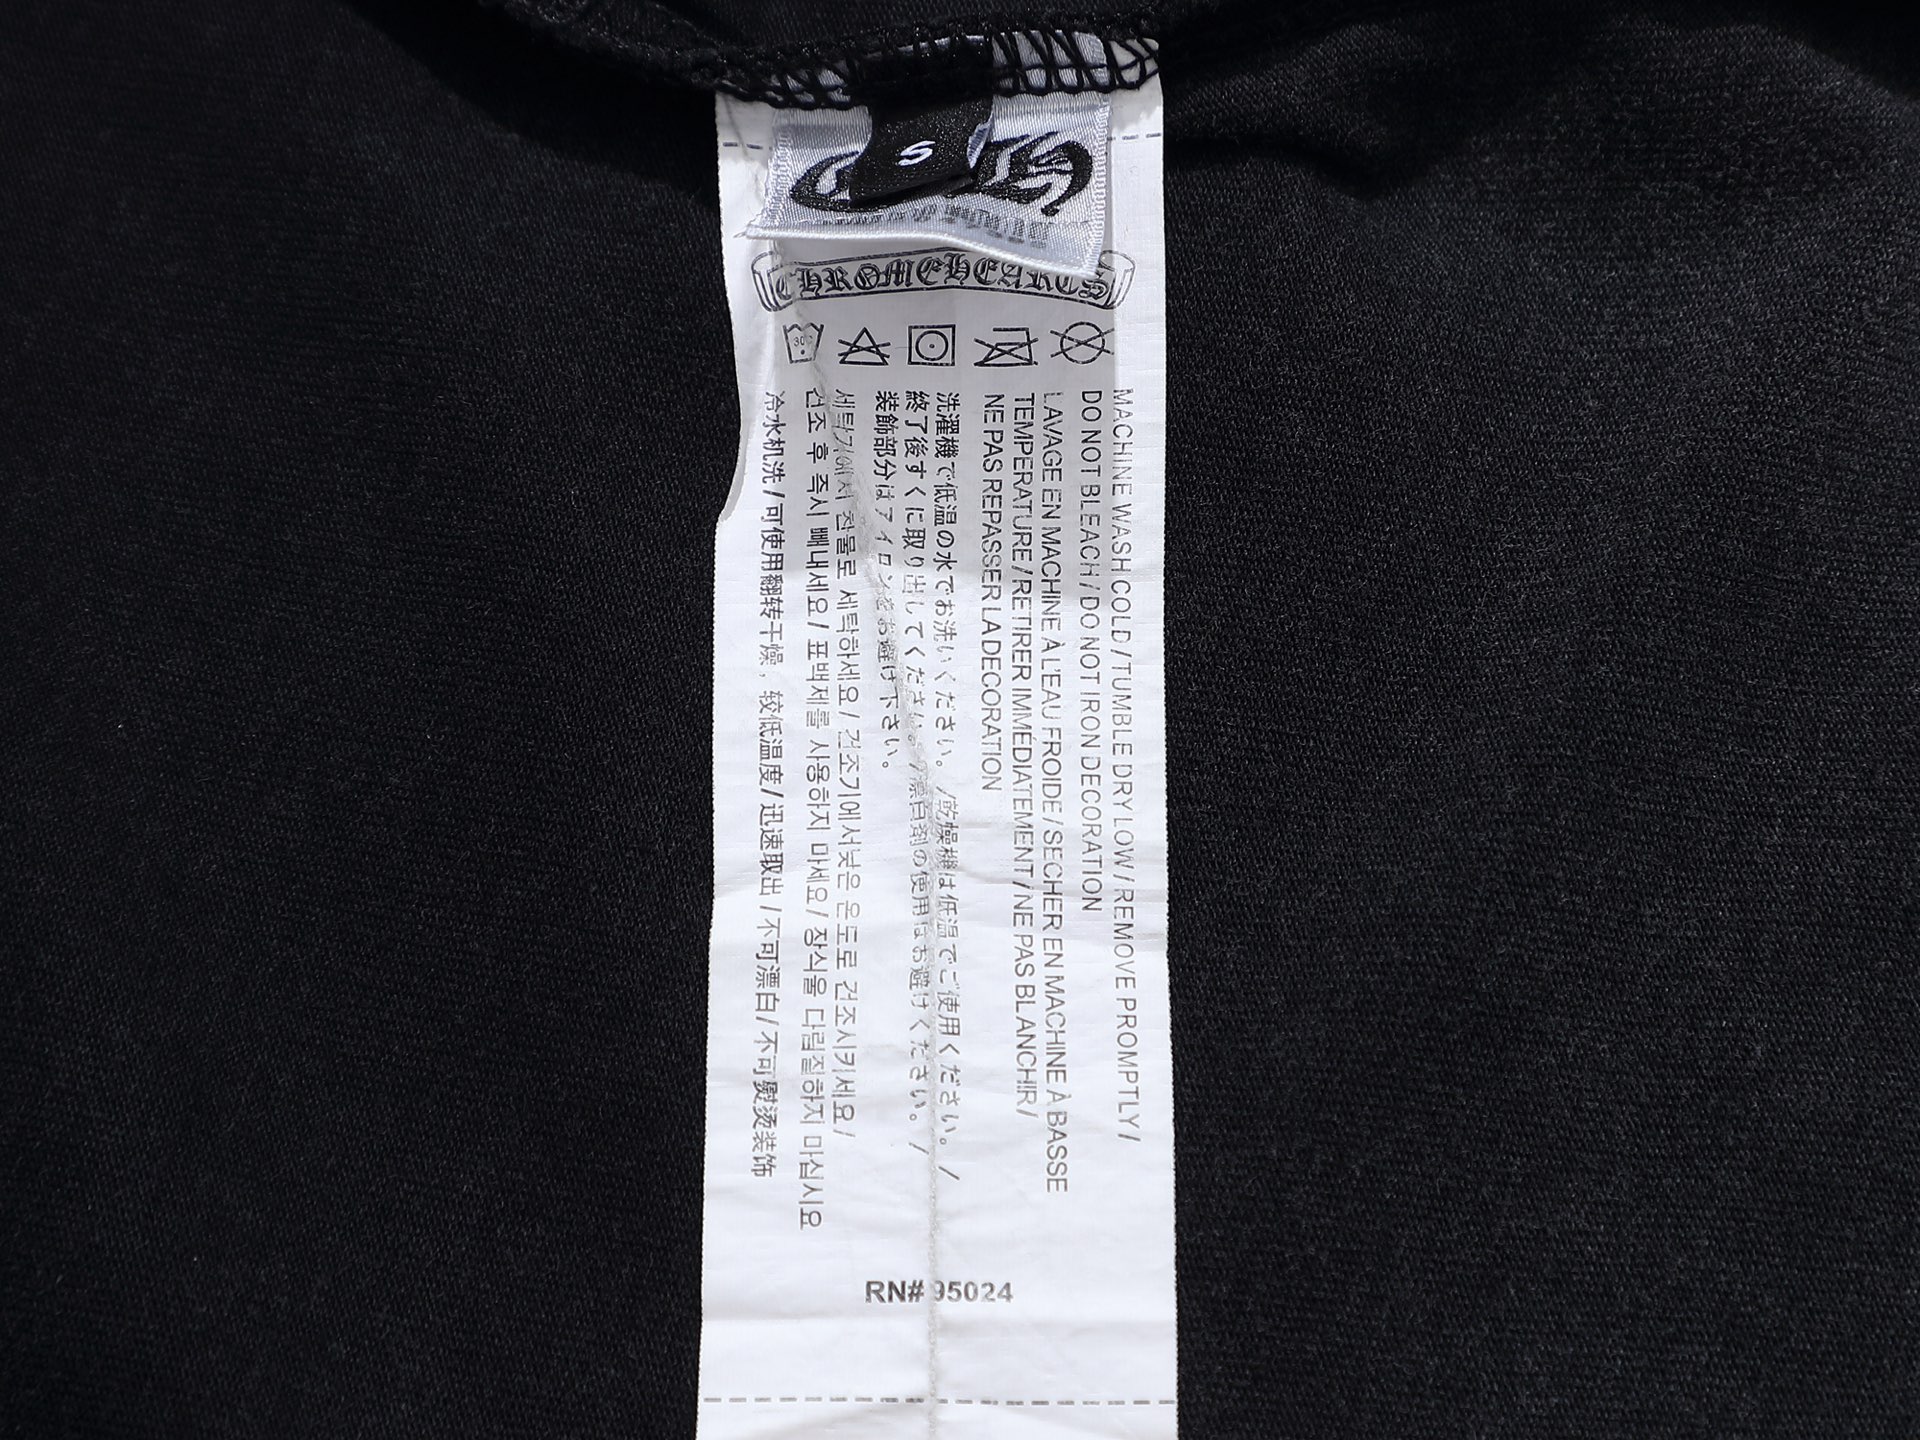 S
CHROME HEARTS
30
MACHINE WASH COLD / TUMBLE DRY LOW / REMOVE PROMPTLY /
DO NOT BLEACH / DO NOT IRON DECORATION
LAVAGE EN MACHINE À L'EAU FROIDE / SECHER EN MACHINE À BASSE
TEMPERATURE / RETIRER IMMÉDIATEMENT / NE PAS BLANCHIR /
NE PAS REPASSER LA DECORATION
洗濯機で低温の水でお洗いください。/乾燥機は低温でご使用ください。/
終了後すぐに取り出してください。/漂白剤の使用はお避けください。/
装飾部分はアイロンをお避け下さい。
세탁기에서 찬물로 세탁하세요/ 건조기에서낮은 온도로 건조시키세요/
건조 후 즉시 빼내세요/ 표백제를 사용하지 마세요/ 장식을 다림질하지 마십시요
冷水机洗 / 可使用翻转干燥，较低温度 / 迅速取出 / 不可漂白 / 不可熨烫装饰
RN# 95024